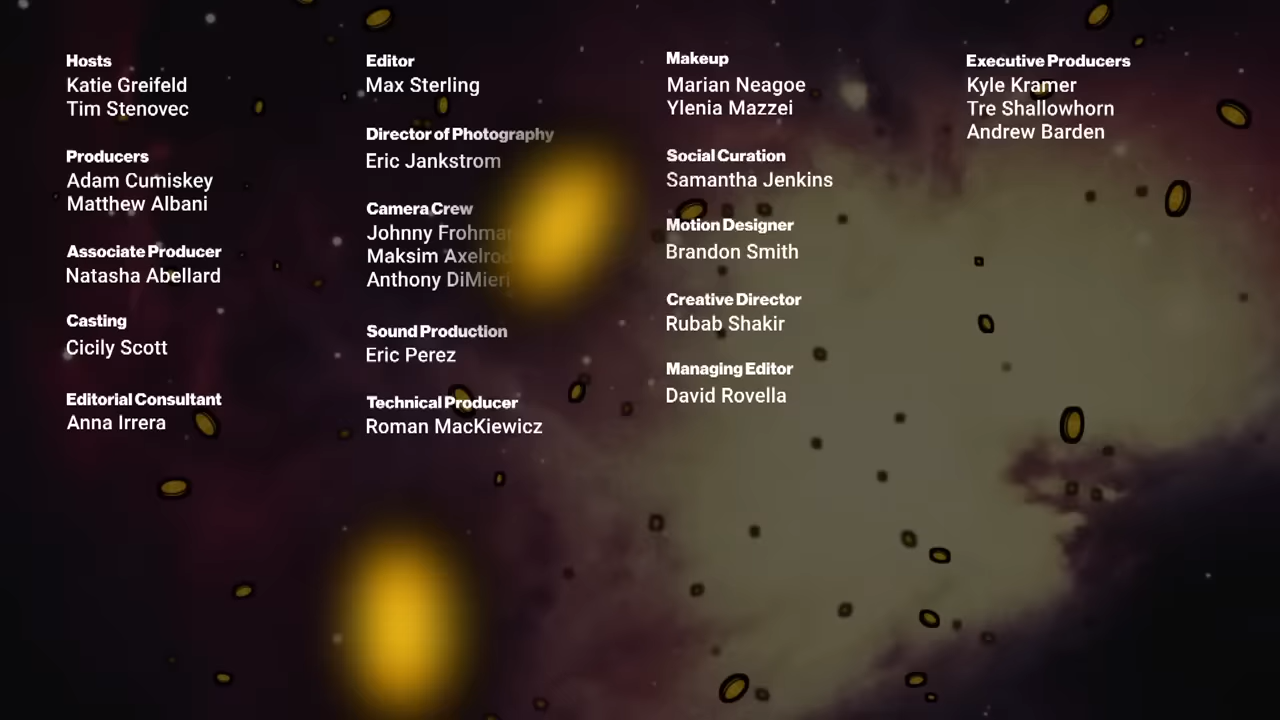 Hosts
Katie Greifeld
Tim Stenovec
Producers
Adam Cumiskey
Matthew Albani
Associate Producer
Natasha Abellard
Casting
Cicily Scott
Editorial Consultant
Anna Irrera
Editor
Max Sterling
Director of Photography
Eric Jankstrom
Camera Crew
Johnny Frohman
Maksim Axelrod
Anthony DiMieri
Sound Production
Eric Perez
Technical Producer
Roman MacKiewicz
Makeup
Marian Neagoe
Ylenia Mazzei
Social Curation
Samantha Jenkins
Motion Designer
Brandon Smith
Creative Director
Rubab Shakir
Managing Editor
David Rovella
Executive Producers
Kyle Kramer
Tre Shallowhorn
Andrew Barden